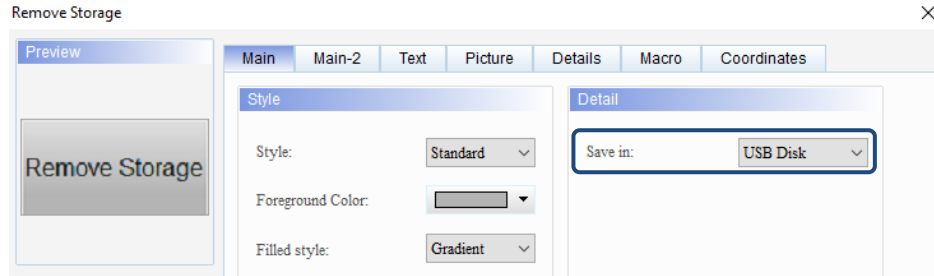 Remove Storage
Preview
Remove Storage
Main Main-2 Text Picture Details Macro Coordinates
Style
Style: Standard
Foreground Color:
Filled style: Gradient
Detail
Save in: USB Disk